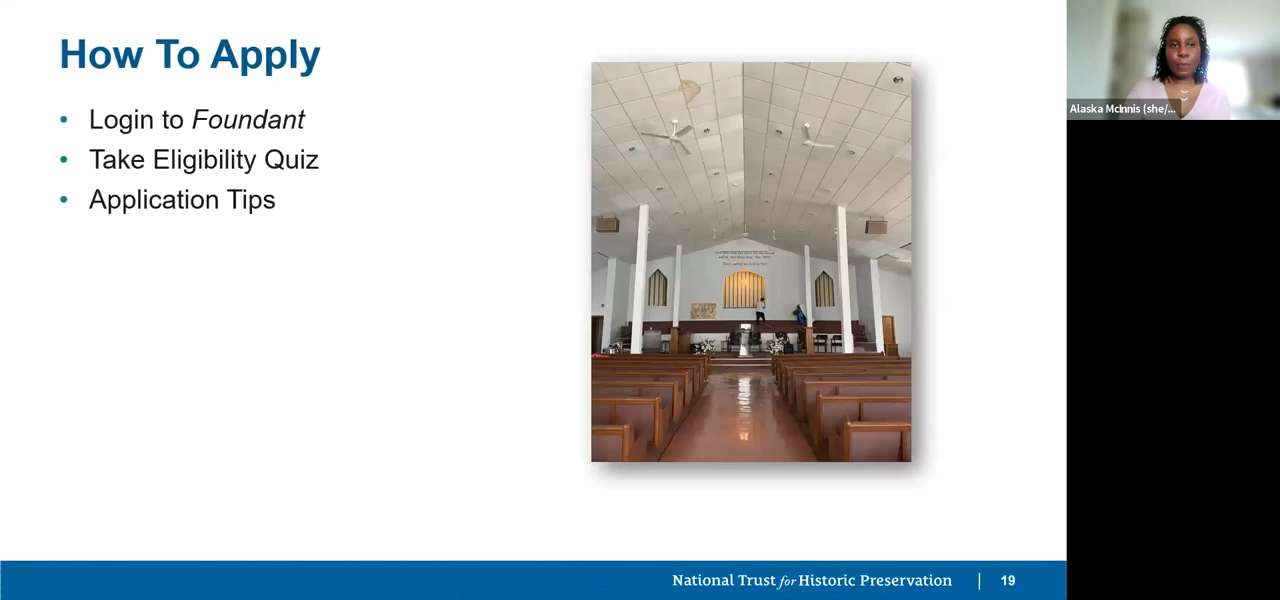 How To Apply
• Login to Foundant
• Take Eligibility Quiz
• Application Tips
Alaska McInnis (she/...
National Trust for Historic Preservation | 19